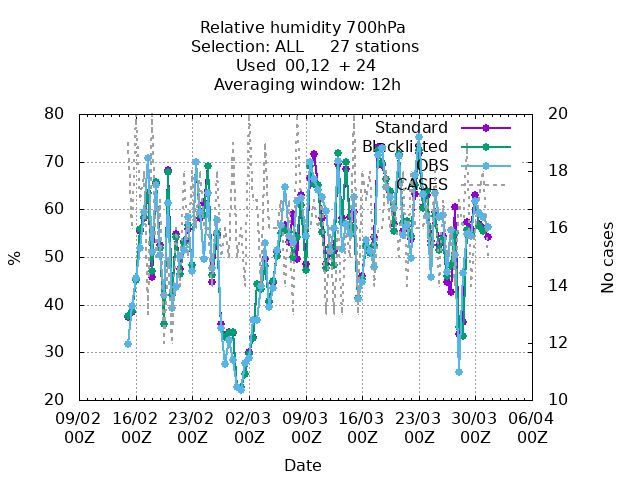 Relative humidity 700hPa
Selection: ALL     27 stations
Used  00,12  + 24
Averaging window: 12h
80
70
60
50
40
30
20
%
20
18
16
14
12
10
No cases
Standard
Blacklisted
OBS
CASES
09/02 16/02 23/02 02/03 09/03 16/03 23/03 30/03 06/04
00Z 00Z 00Z 00Z 00Z 00Z 00Z 00Z 00Z
Date